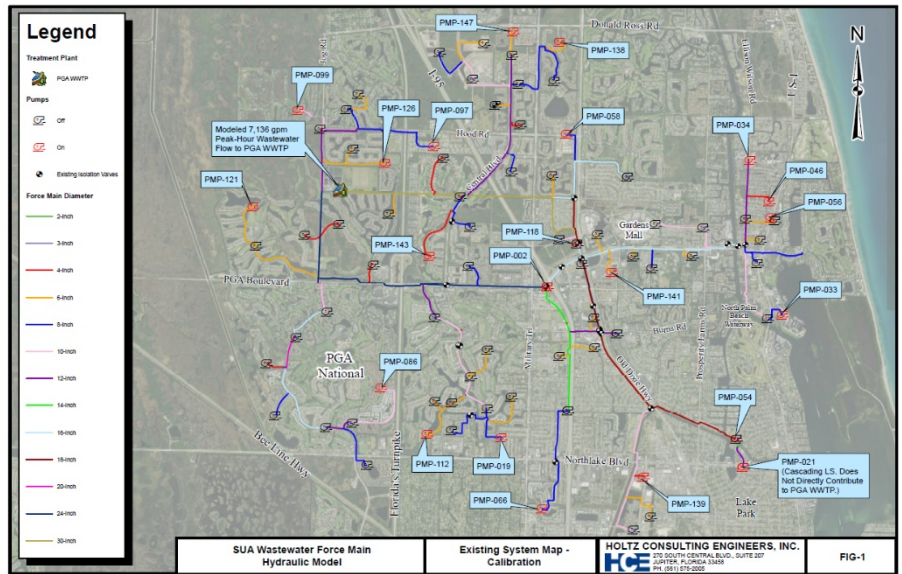 Legend
Treatment Plant
PGA WWTP
Pumps
Off
On
Existing Isolation Valves
Force Main Diameter
2-Inch
3-Inch
4-Inch
6-Inch
8-Inch
10-Inch
12-Inch
14-Inch
16-Inch
18-Inch
20-Inch
24-Inch
30-Inch
PMP-147
Donald Ross Rd
PMP-138
N
I-95
US-1
PMP-099
PMP-126
PMP-097
Hood Rd
PMP-058
PMP-034
Modeled 7,136 gpm
Peak-Hour Wastewater
Flow to PGA WWTP
Central Blvd
PMP-046
PMP-121
PMP-056
Gardens
Mall
PMP-118
PMP-143
PMP-002
PGA Boulevard
PMP-141
North Palm
Beach
Waterway
PMP-033
Burns Rd
Prosperity Farms Rd
Military Trl
PGA
National
PMP-086
Old Dixie Hwy
PMP-054
Bee Line Hwy
Florida's Turnpike
PMP-112
PMP-019
Northlake Blvd
PMP-021
(Cascading LS. Does
Not Directly Contribute
to PGA WWTP.)
PMP-139
PMP-066
Lake
Park
SUA Wastewater Force Main
Hydraulic Model
Existing System Map -
Calibration
HOLTZ CONSULTING ENGINEERS, INC.
HCE
270 SOUTH CENTRAL BLVD., SUITE 207
JUPITER, FLORIDA 33458
PH. (561) 575-2005
FIG-1